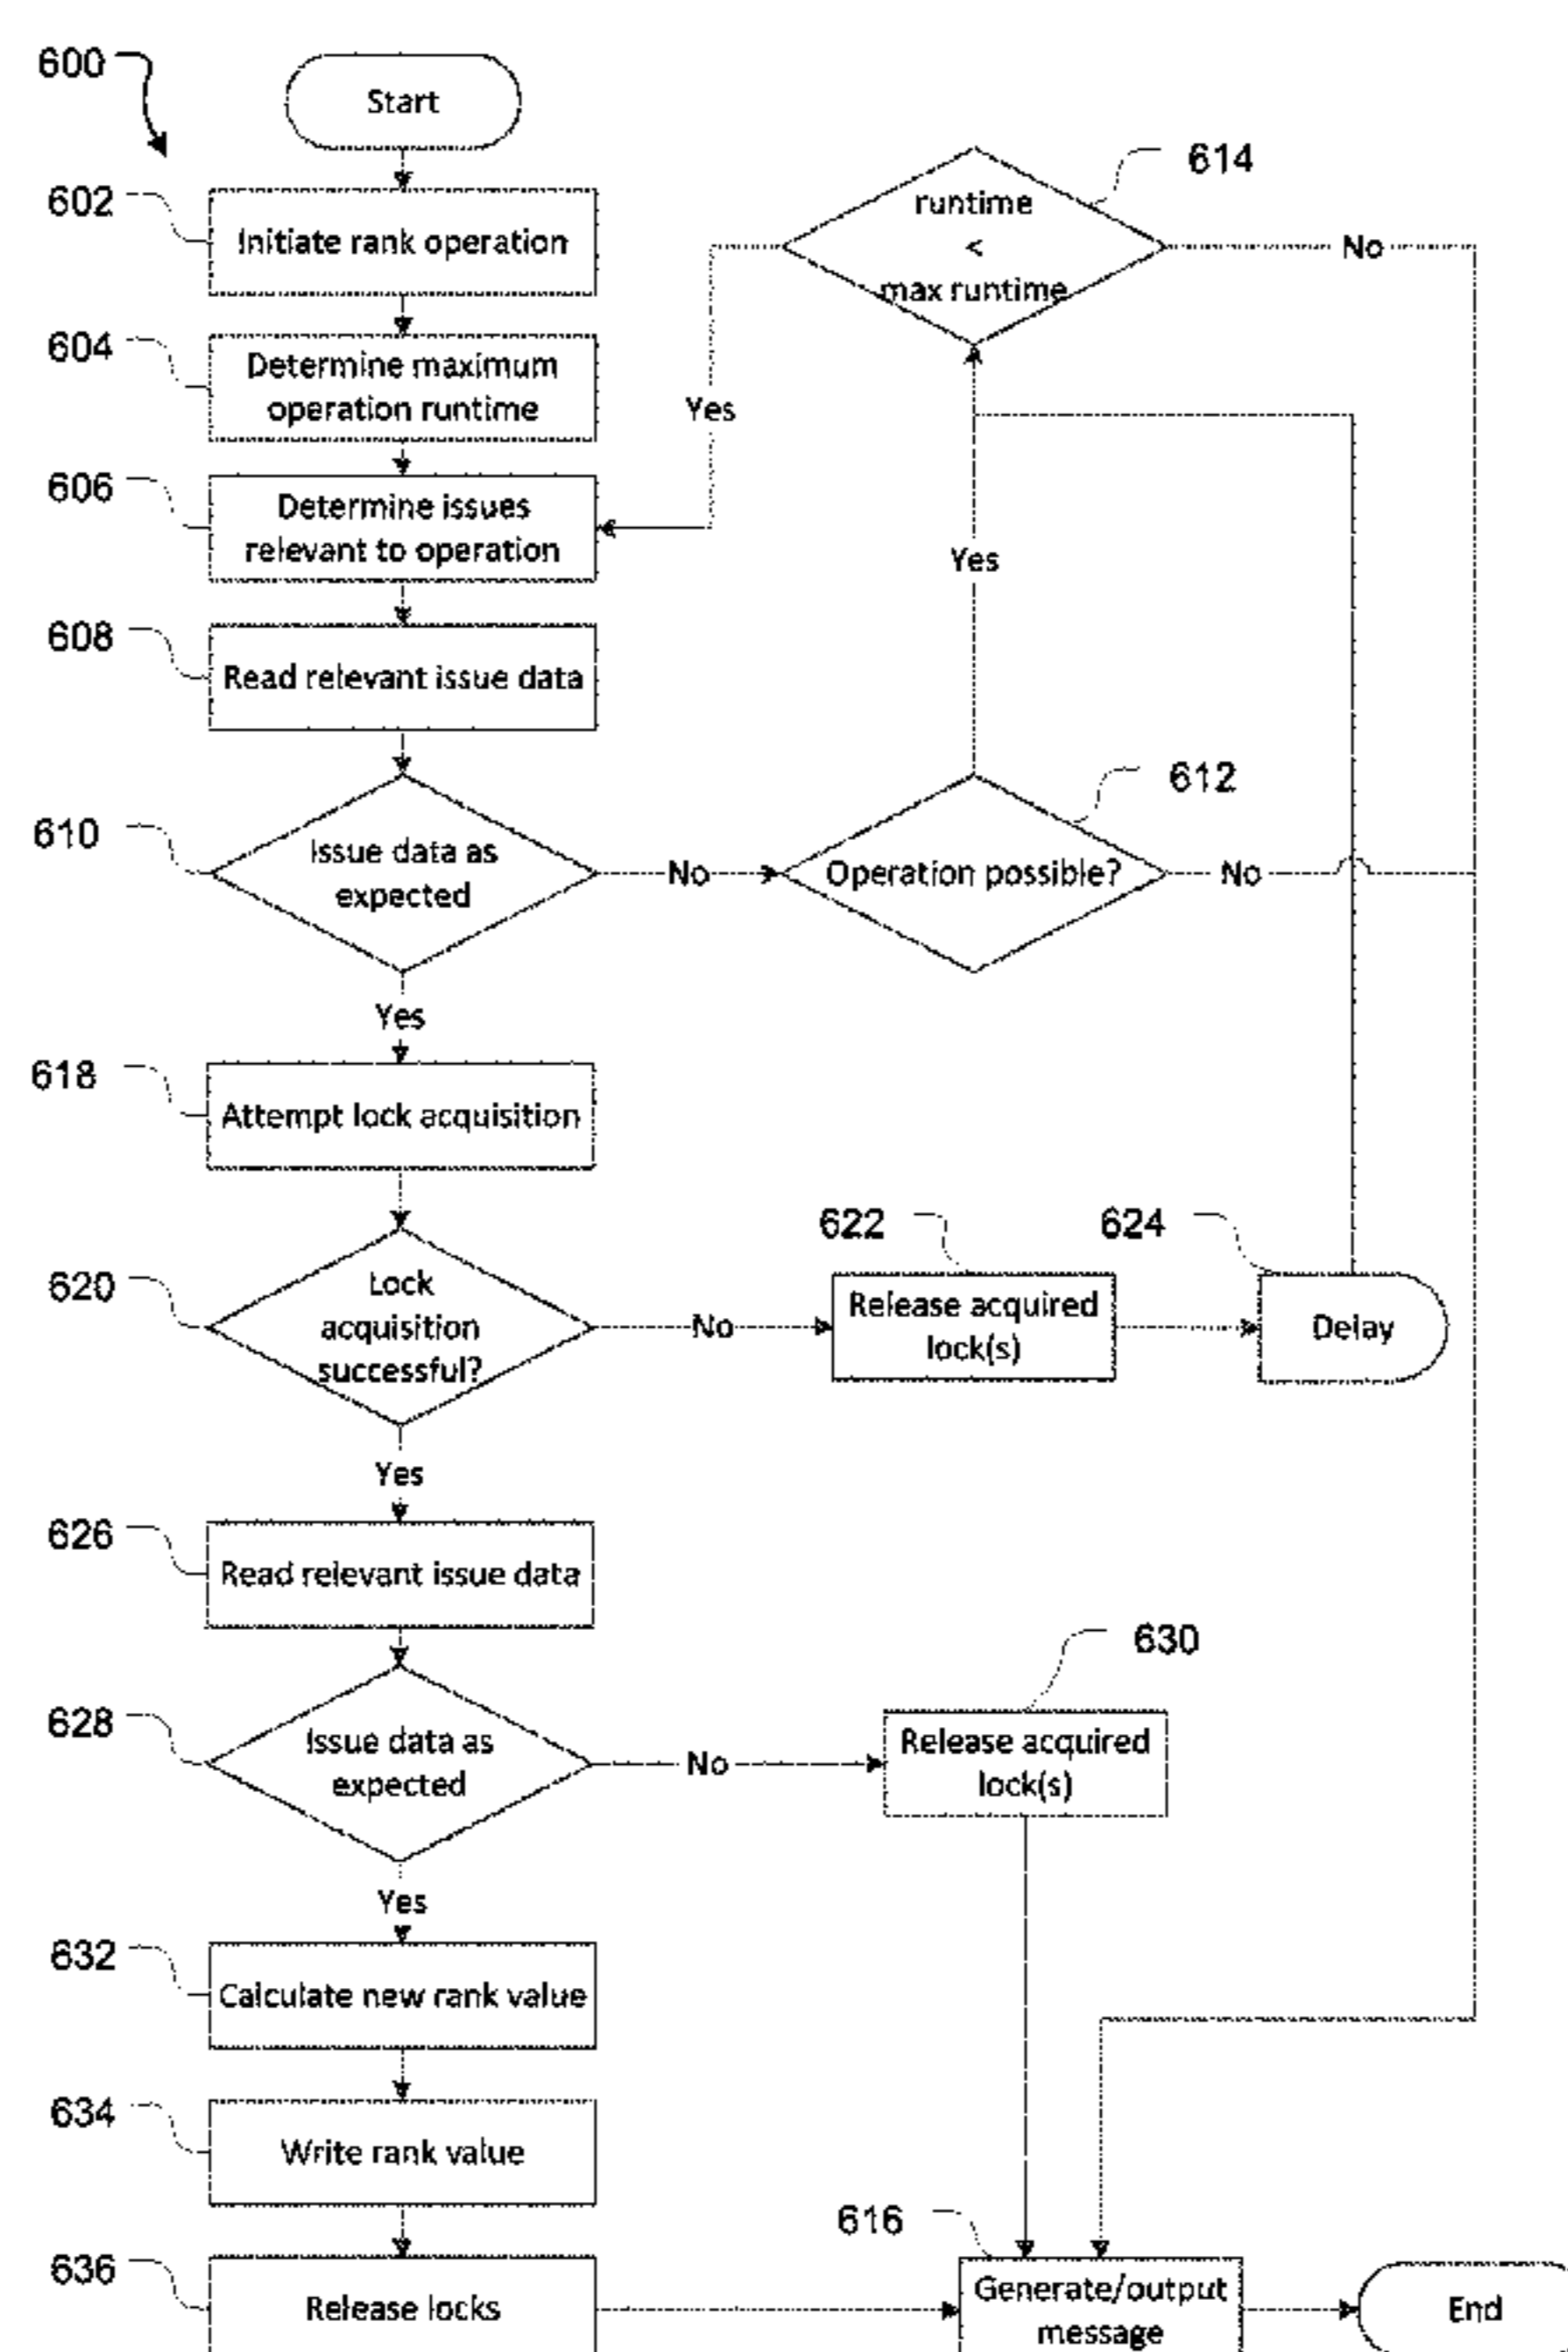 600
Start
602
Initiate rank operation
614
runtime
<
max runtime
No
604
Determine maximum
operation runtime
Yes
606
Determine issues
relevant to operation
Yes
608
Read relevant issue data
610
Issue data as
expected
No
612
Operation possible?
No
Yes
618
Attempt lock acquisition
620
Lock
acquisition
successful?
No
622
Release acquired
lock(s)
624
Delay
Yes
626
Read relevant issue data
628
Issue data as
expected
No
630
Release acquired
lock(s)
Yes
632
Calculate new rank value
634
Write rank value
636
Release locks
616
Generate/output
message
End